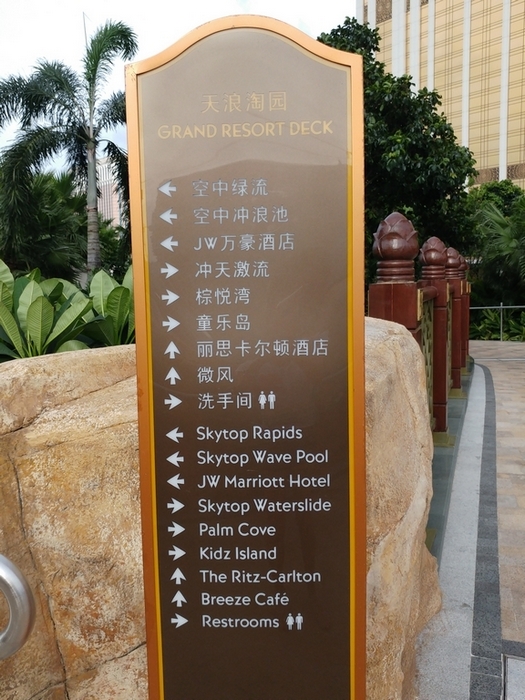 天浪淘园
GRAND RESORT DECK
← 空中绿流
← 空中冲浪池
← JW万豪酒店
→ 冲天激流
→ 棕悦湾
→ 童乐岛
↑ 丽思卡尔顿酒店
↑ 微风
→ 洗手间
← Skytop Rapids
← Skytop Wave Pool
← JW Marriott Hotel
→ Skytop Waterslide
→ Palm Cove
→ Kidz Island
↑ The Ritz-Carlton
↑ Breeze Café
→ Restrooms